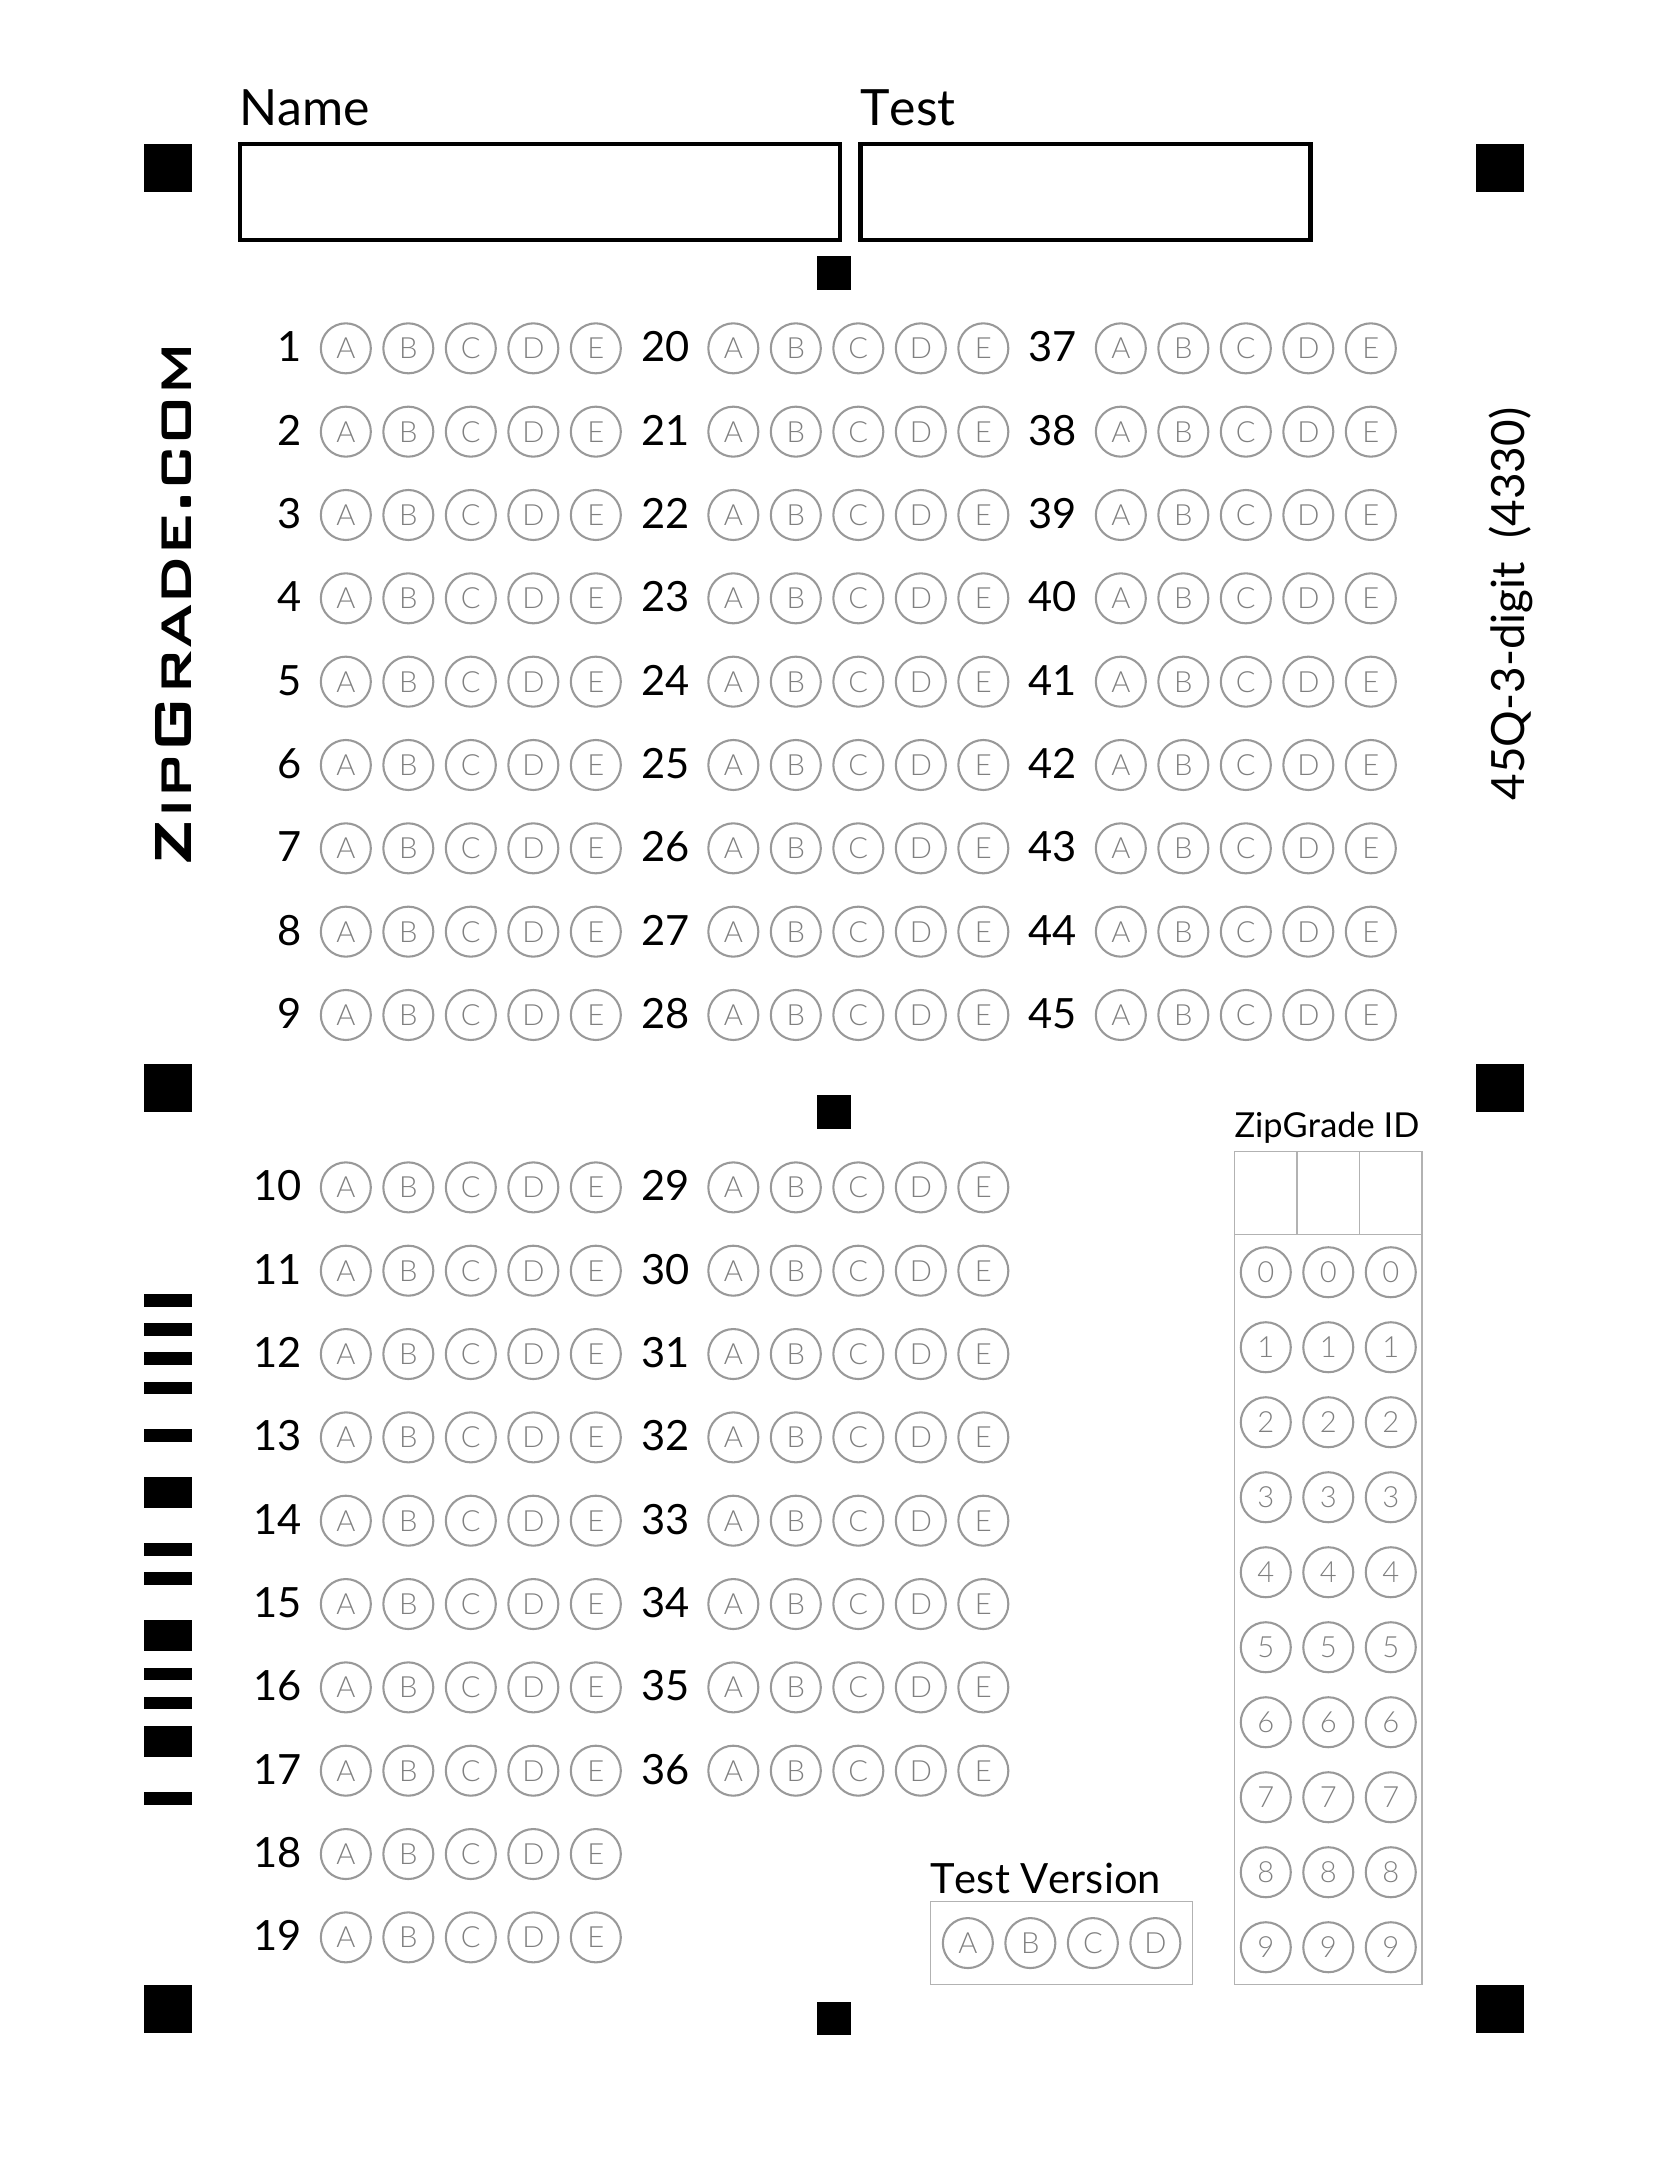 Name Test
ZIPGRADE.COM
45Q-3-digit (4330)
1 A B C D E 20 A B C D E 37 A B C D E
2 A B C D E 21 A B C D E 38 A B C D E
3 A B C D E 22 A B C D E 39 A B C D E
4 A B C D E 23 A B C D E 40 A B C D E
5 A B C D E 24 A B C D E 41 A B C D E
6 A B C D E 25 A B C D E 42 A B C D E
7 A B C D E 26 A B C D E 43 A B C D E
8 A B C D E 27 A B C D E 44 A B C D E
9 A B C D E 28 A B C D E 45 A B C D E
10 A B C D E 29 A B C D E
11 A B C D E 30 A B C D E
12 A B C D E 31 A B C D E
13 A B C D E 32 A B C D E
14 A B C D E 33 A B C D E
15 A B C D E 34 A B C D E
16 A B C D E 35 A B C D E
17 A B C D E 36 A B C D E
18 A B C D E
19 A B C D E
Test Version
A B C D
ZipGrade ID
0 0 0
1 1 1
2 2 2
3 3 3
4 4 4
5 5 5
6 6 6
7 7 7
8 8 8
9 9 9